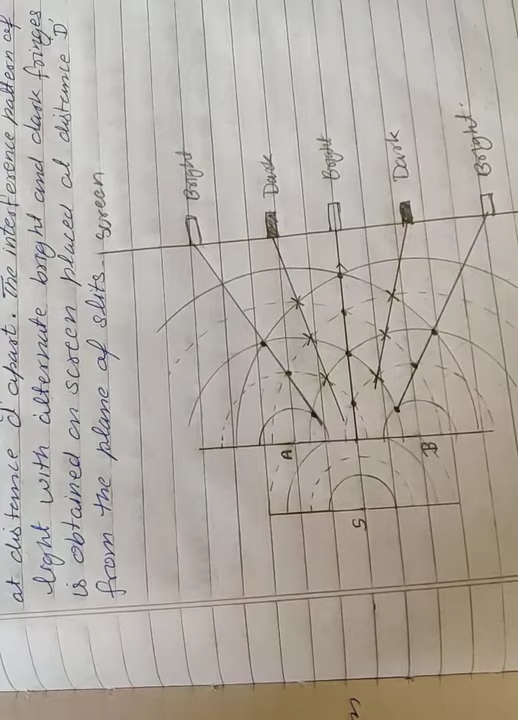 at distance 'd' apart. The interference pattern of
light with alternate bright and dark fringes
is obtained on screen placed at distance 'D'
from the plane of slits.
screen
Bright
Dark
Bright
Dark
Bright
A
B
S